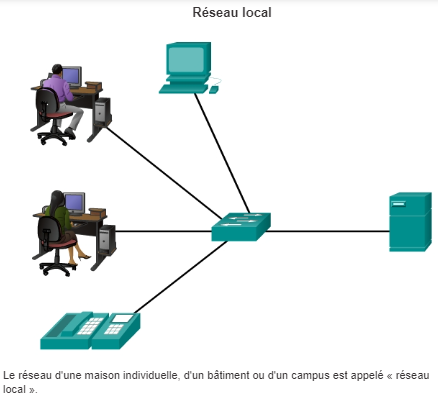 Réseau local
Le réseau d'une maison individuelle, d'un bâtiment ou d'un campus est appelé « réseau
local ».